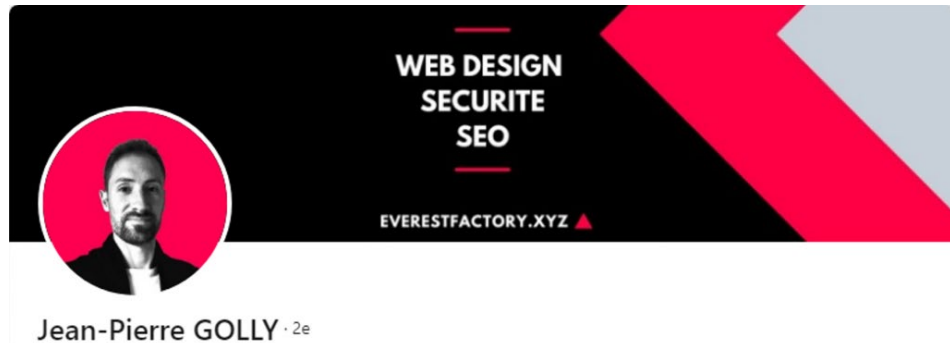 WEB DESIGN
SECURITE
SEO
EVERESTFACTORY.XYZ
Jean-Pierre GOLLY · 2e